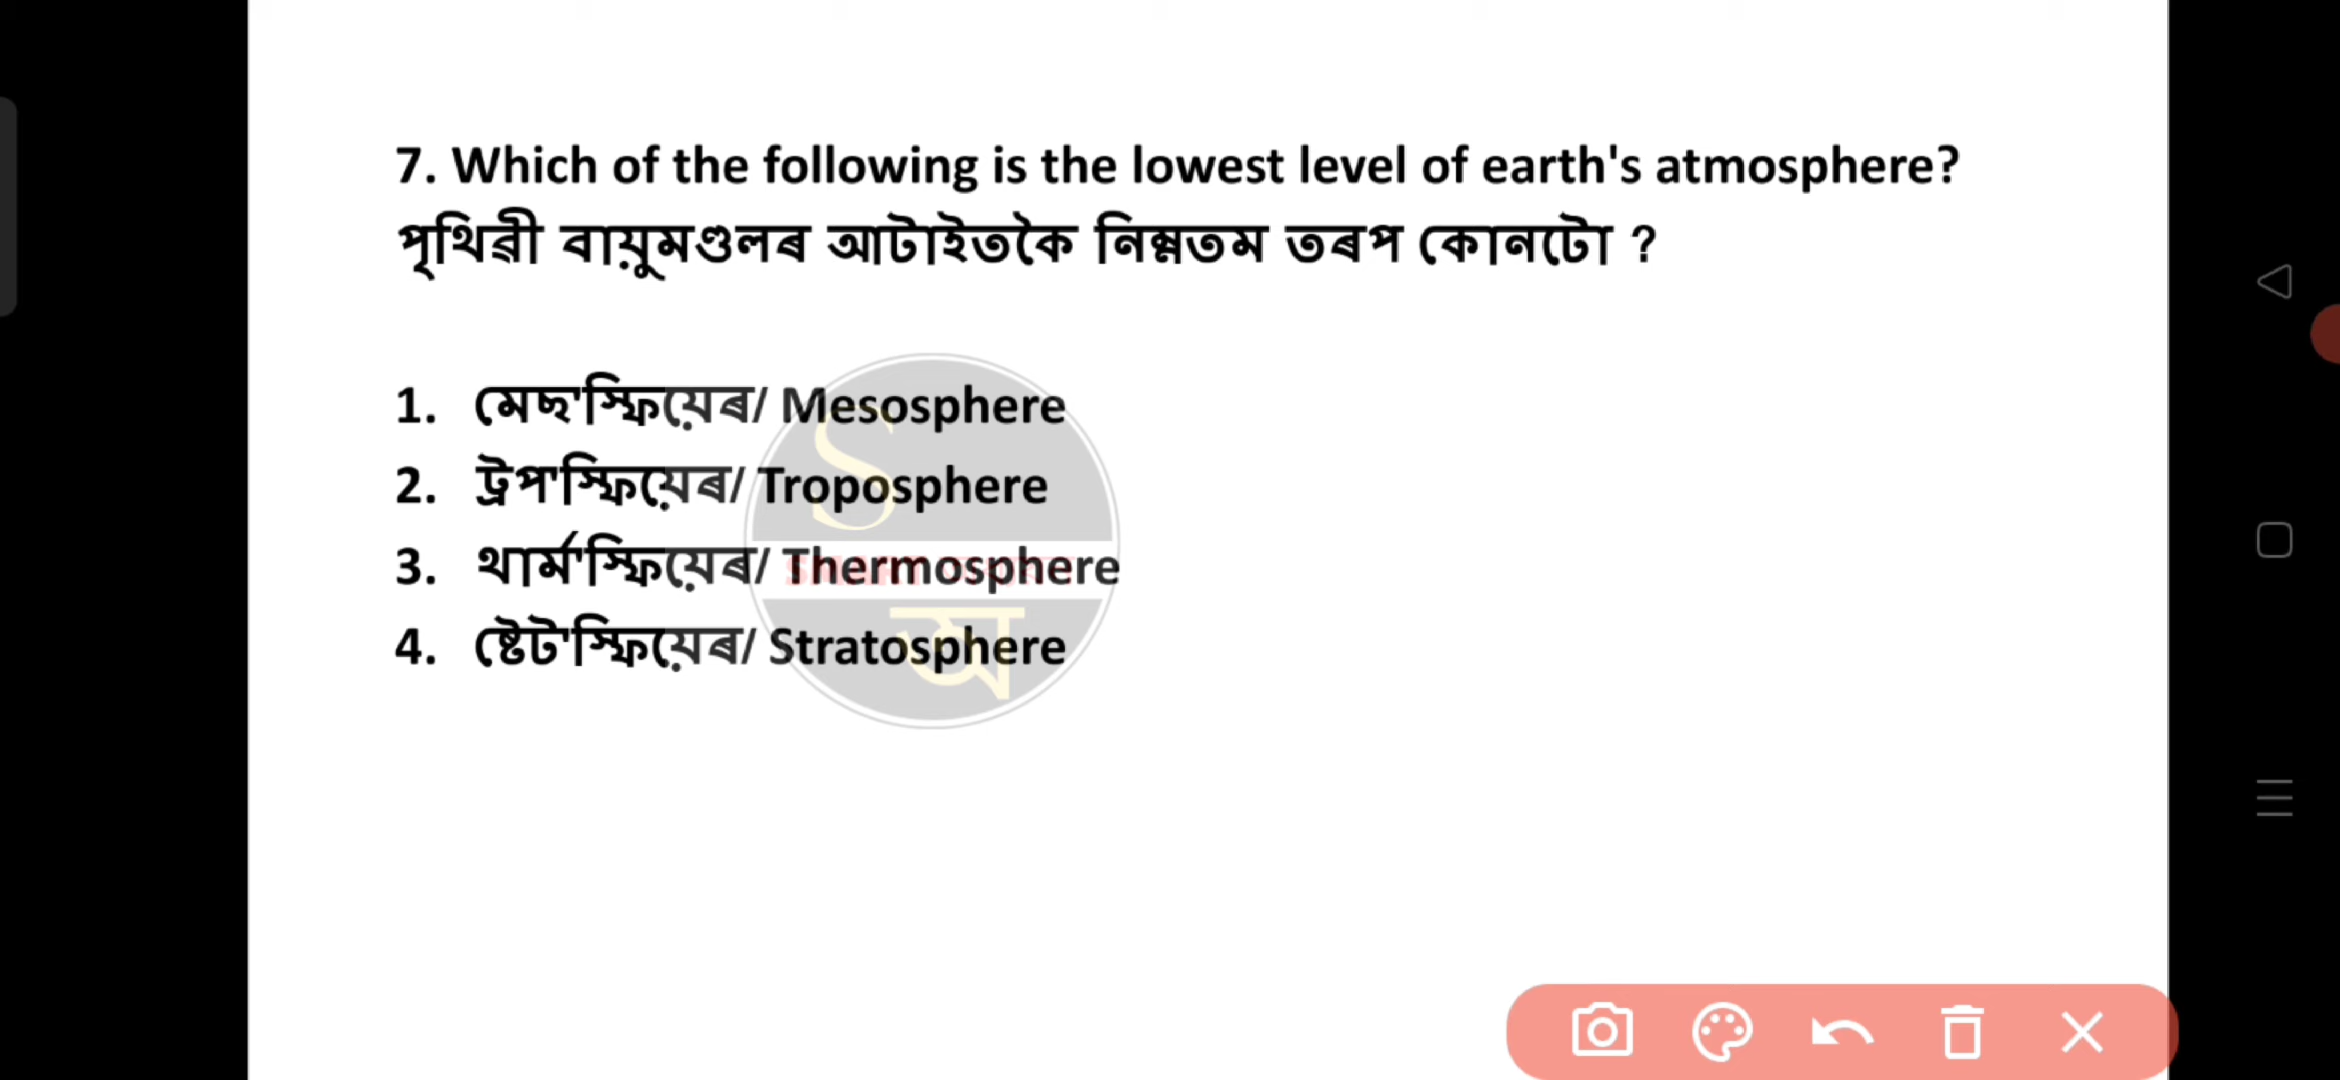 7. Which of the following is the lowest level of earth's atmosphere?
পৃথিৱী বায়ুমণ্ডলৰ আটাইতকৈ নিম্নতম তৰপ কোনটো ?
1. মেছ'স্ফিয়েৰ/ Mesosphere
2. ট্ৰপ'স্ফিয়েৰ/ Troposphere
3. থাৰ্ম'স্ফিয়েৰ/ Thermosphere
4. ষ্টেট'স্ফিয়েৰ/ Stratosphere
S
SMART
অ